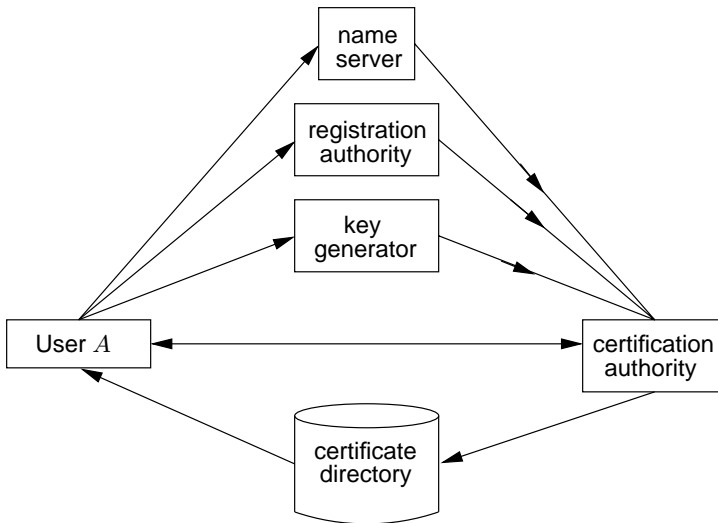 name
server
registration
authority
key
generator
User A
certification
authority
certificate
directory